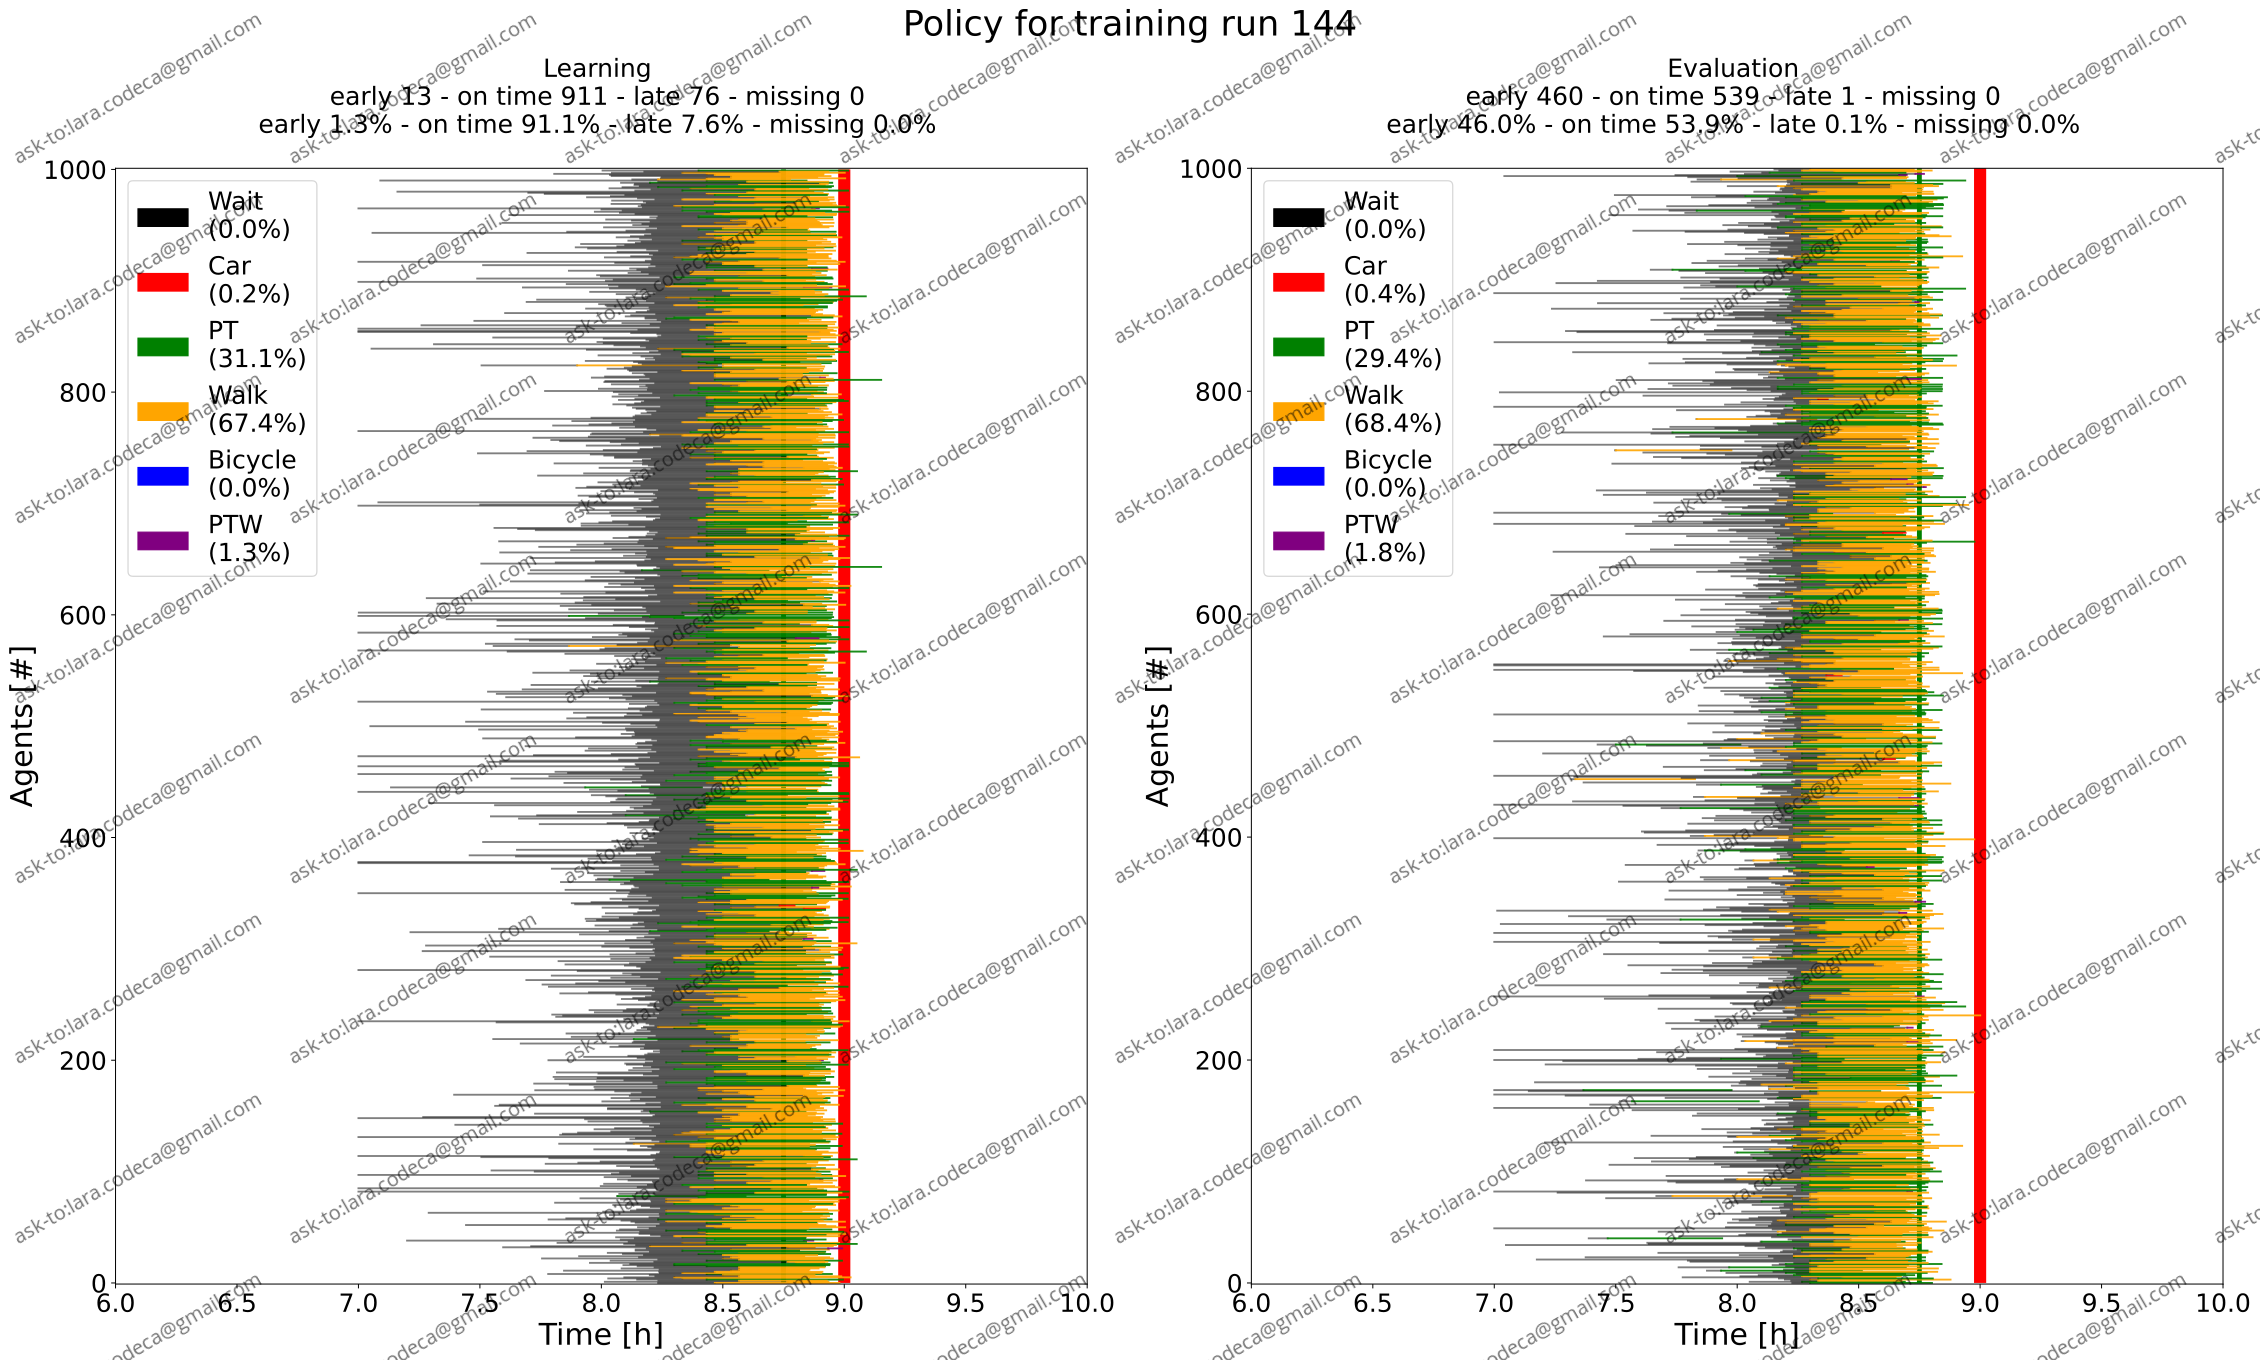 Policy for training run 144
Learning
early 13 - on time 911 - late 76 - missing 0
early 1.3% - on time 91.1% - late 7.6% - missing 0.0%
1000
800
600
400
200
0
Agents [#]
Wait
(0.0%)
Car
(0.2%)
PT
(31.1%)
Walk
(67.4%)
Bicycle
(0.0%)
PTW
(1.3%)
6.0 6.5 7.0 7.5 8.0 8.5 9.0 9.5 10.0
Time [h]
Evaluation
early 460 - on time 539 - late 1 - missing 0
early 46.0% - on time 53.9% - late 0.1% - missing 0.0%
1000
800
600
400
200
0
Agents [#]
Wait
(0.0%)
Car
(0.4%)
PT
(29.4%)
Walk
(68.4%)
Bicycle
(0.0%)
PTW
(1.8%)
6.0 6.5 7.0 7.5 8.0 8.5 9.0 9.5 10.0
Time [h]
ask-to:lara.codeca@gmail.com